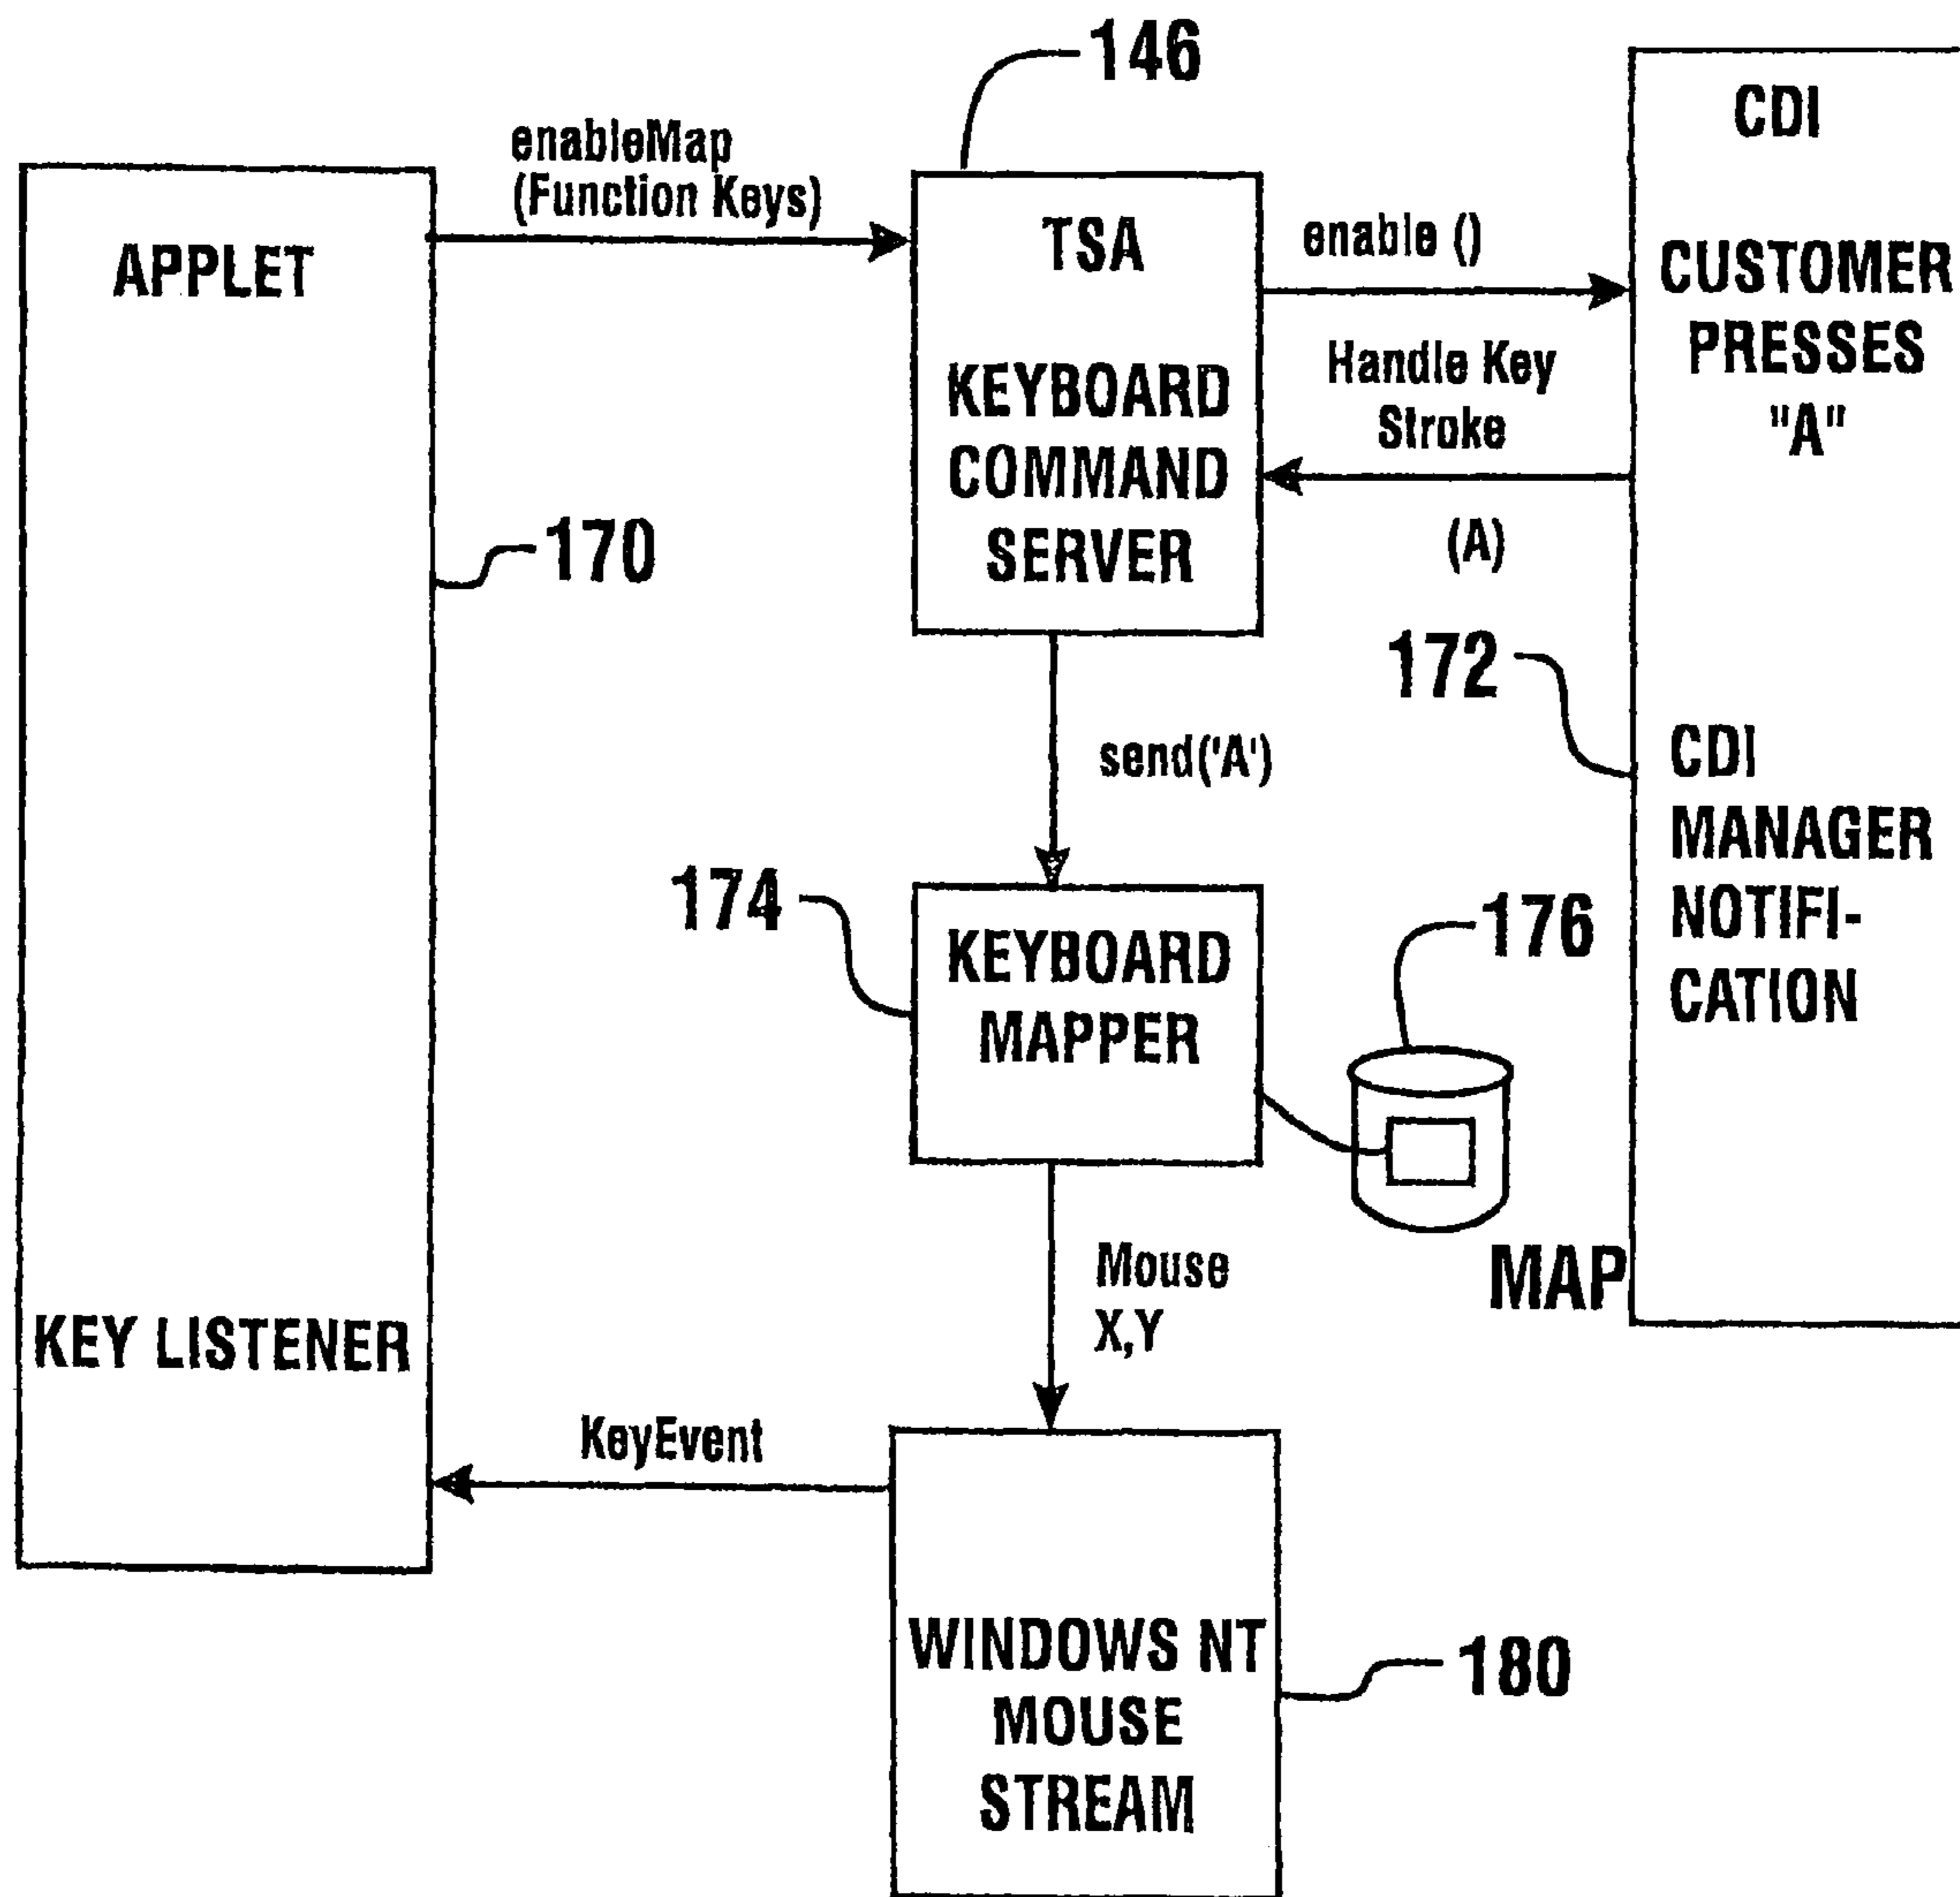 146
CDI
CUSTOMER
PRESSES
"A"
enableMap
(Function Keys)
APPLET
TSA
KEYBOARD
COMMAND
SERVER
enable ()
Handle Key
Stroke
(A)
170
172
CDI
MANAGER
NOTIFI-
CATION
send('A')
174
KEYBOARD
MAPPER
176
MAP
Mouse
X,Y
KEY LISTENER
KeyEvent
WINDOWS NT
MOUSE
STREAM
180